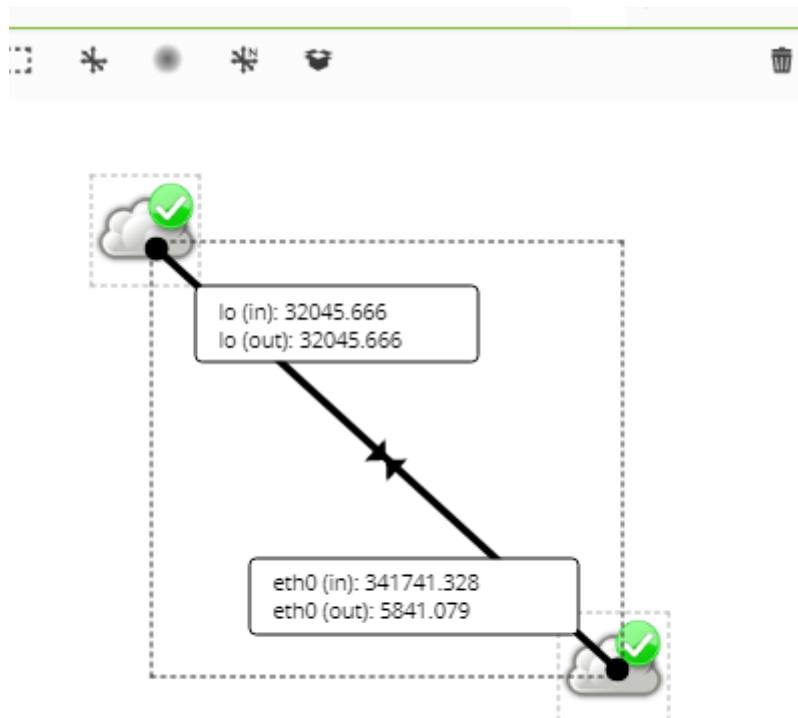 N
lo (in): 32045.666
lo (out): 32045.666
eth0 (in): 341741.328
eth0 (out): 5841.079